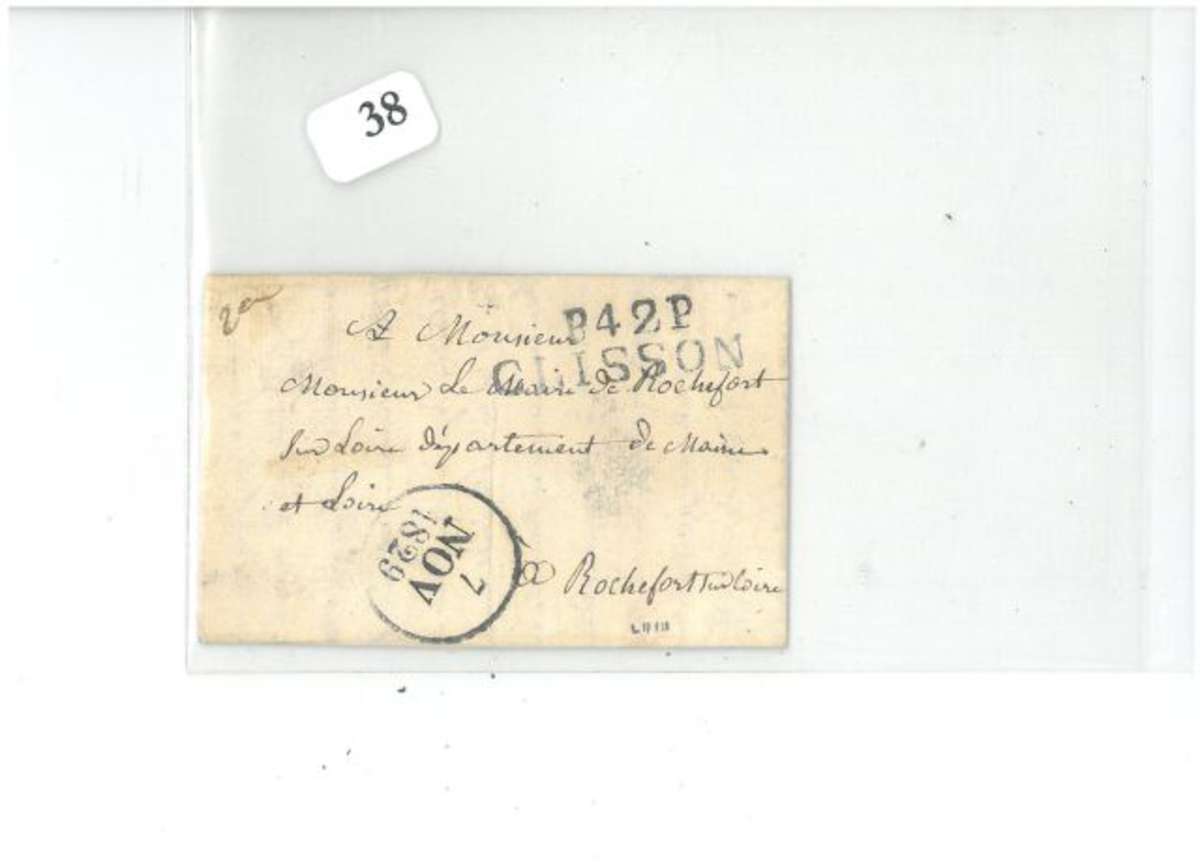 38
P42P
CLISSON
A Monsieur
Monsieur Le Maire de Rochefort
sur Loire département de Maine
et Loire
7
NOV
1829
a Rochefort sur Loire